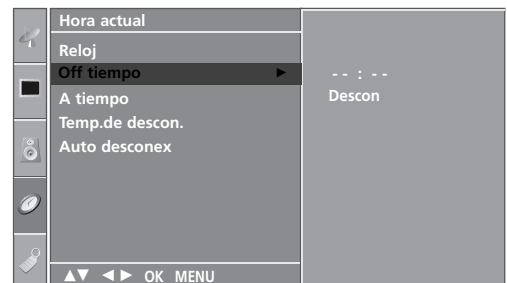 Hora actual
Reloj
Off tiempo ►
A tiempo
Temp.de descon.
Auto desconex
- - : - -
Descon
▲▼ ◄► OK MENU